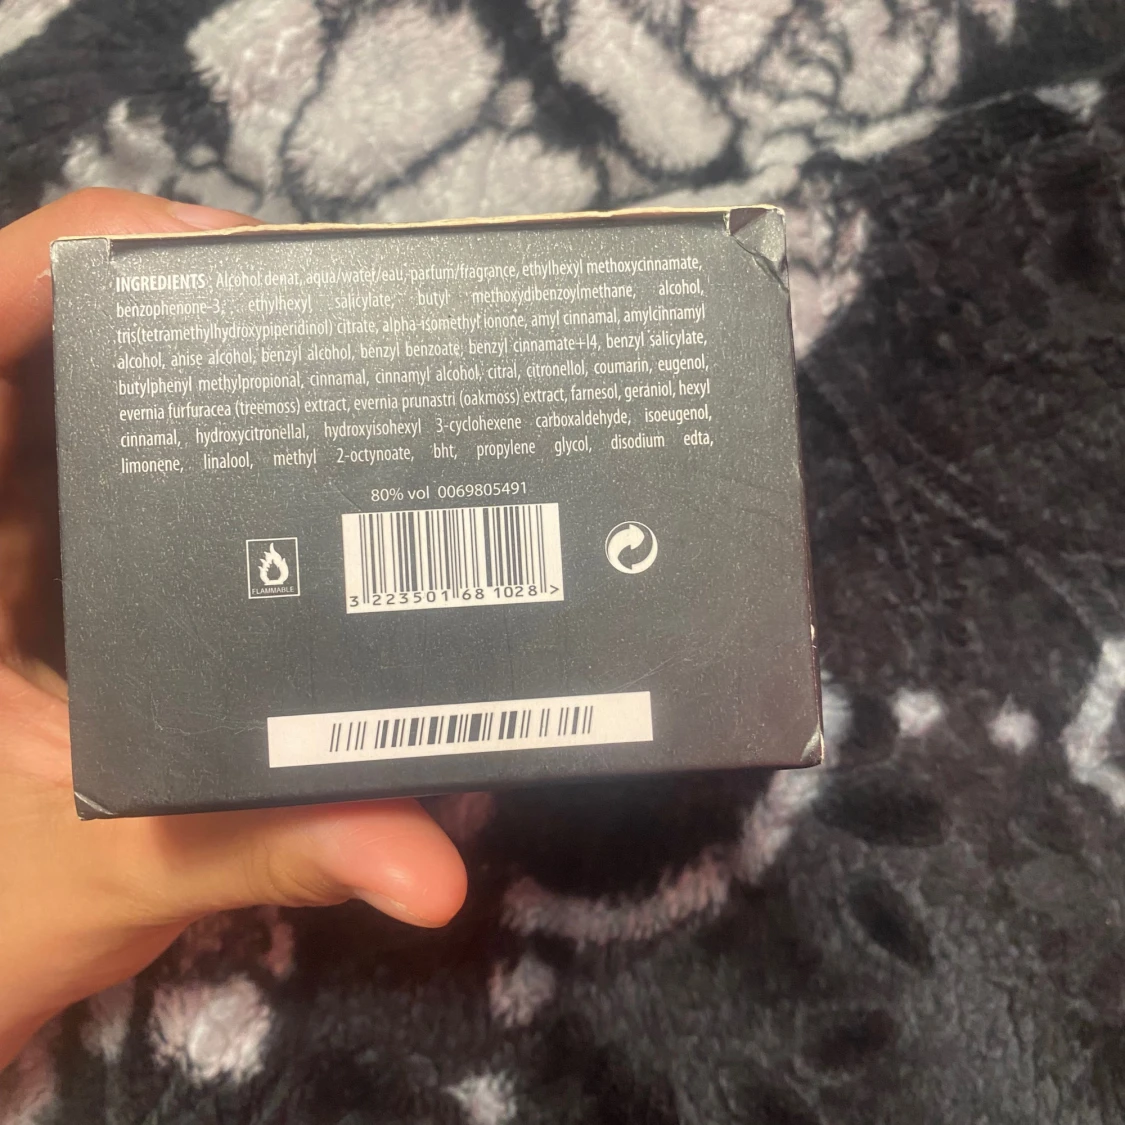 INGREDIENTS : Alcohol denat, aqua/water/eau, parfum/fragrance, ethylhexyl methoxycinnamate,
benzophenone-3, ethylhexyl salicylate, butyl methoxydibenzoylmethane, alcohol,
tris(tetramethylhydroxypiperidinol) citrate, alpha-isomethyl ionone, amyl cinnamal, amylcinnamyl
alcohol, anise alcohol, benzyl alcohol, benzyl benzoate, benzyl cinnamate+l4, benzyl salicylate,
butylphenyl methylpropional, cinnamal, cinnamyl alcohol, citral, citronellol, coumarin, eugenol,
evernia furfuracea (treemoss) extract, evernia prunastri (oakmoss) extract, farnesol, geraniol, hexyl
cinnamal, hydroxycitronellal, hydroxyisohexyl 3-cyclohexene carboxaldehyde, isoeugenol,
limonene, linalool, methyl 2-octynoate, bht, propylene glycol, disodium edta,
80% vol 0069805491
FLAMMABLE
3 223501 681028 >